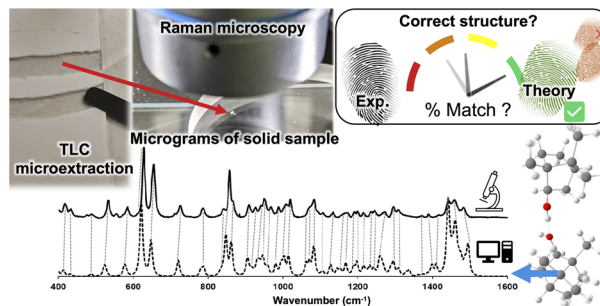 Raman microscopy
TLC
microextraction
Micrograms of solid sample
Correct structure?
Exp.
Theory
% Match ?
400
600
800
1000
1200
1400
1600
Wavenumber (cm-1)